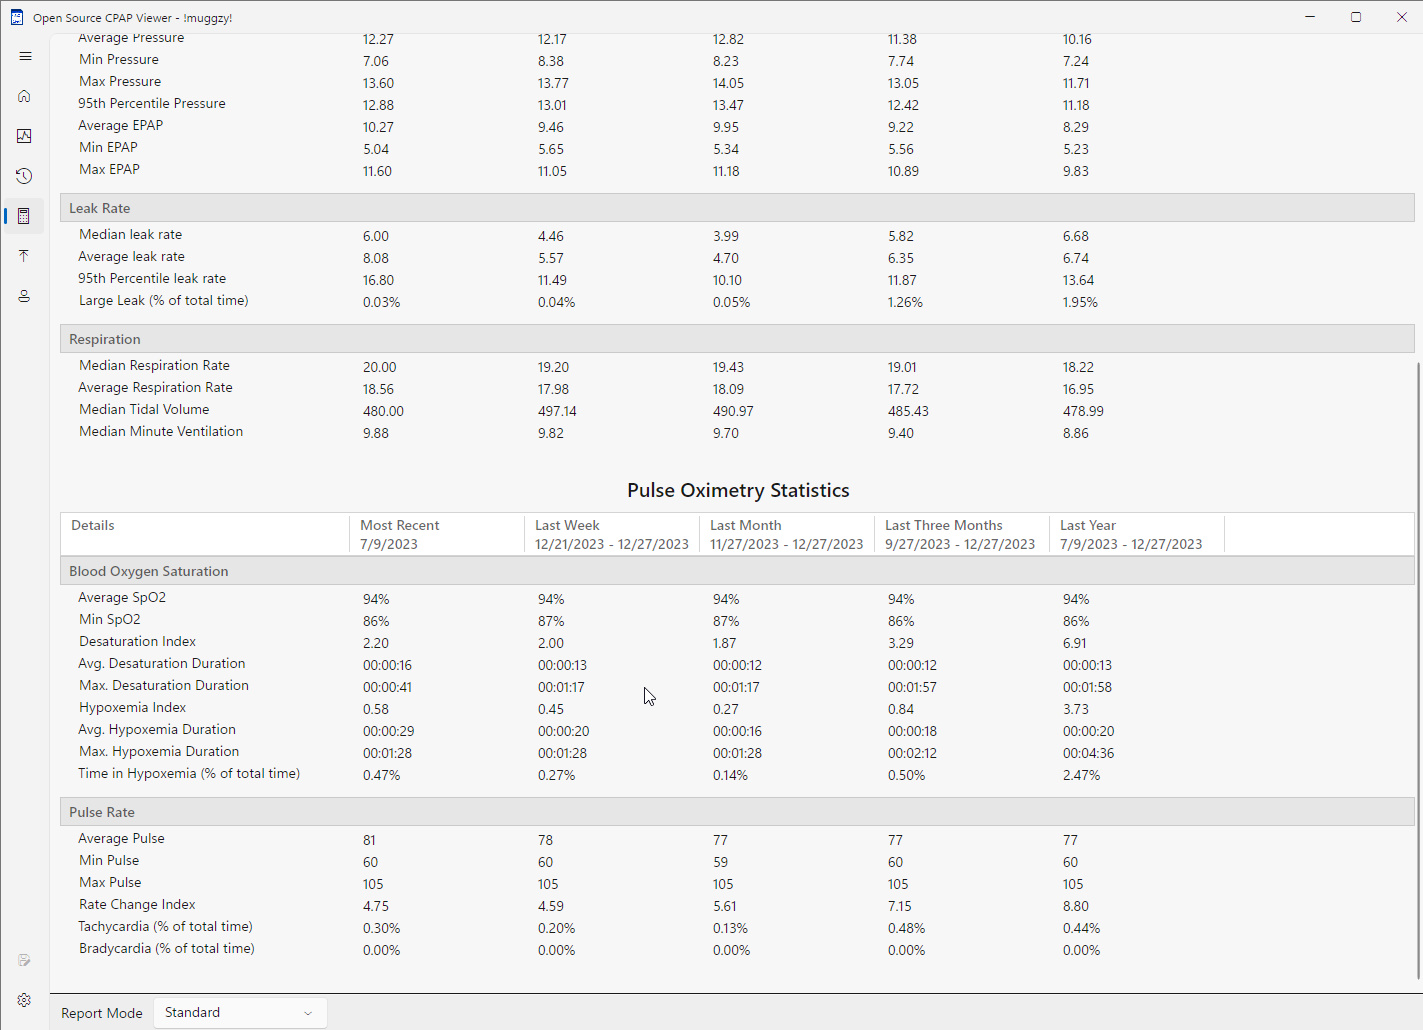 Open Source CPAP Viewer - !muggzy!
Average Pressure 12.27 12.17 12.82 11.38 10.16
Min Pressure 7.06 8.38 8.23 7.74 7.24
Max Pressure 13.60 13.77 14.05 13.05 11.71
95th Percentile Pressure 12.88 13.01 13.47 12.42 11.18
Average EPAP 10.27 9.46 9.95 9.22 8.29
Min EPAP 5.04 5.65 5.34 5.56 5.23
Max EPAP 11.60 11.05 11.18 10.89 9.83
Leak Rate
Median leak rate 6.00 4.46 3.99 5.82 6.68
Average leak rate 8.08 5.57 4.70 6.35 6.74
95th Percentile leak rate 16.80 11.49 10.10 11.87 13.64
Large Leak (% of total time) 0.03% 0.04% 0.05% 1.26% 1.95%
Respiration
Median Respiration Rate 20.00 19.20 19.43 19.01 18.22
Average Respiration Rate 18.56 17.98 18.09 17.72 16.95
Median Tidal Volume 480.00 497.14 490.97 485.43 478.99
Median Minute Ventilation 9.88 9.82 9.70 9.40 8.86
Pulse Oximetry Statistics
Details Most Recent Last Week Last Month Last Three Months Last Year
7/9/2023 12/21/2023 - 12/27/2023 11/27/2023 - 12/27/2023 9/27/2023 - 12/27/2023 7/9/2023 - 12/27/2023
Blood Oxygen Saturation
Average SpO2 94% 94% 94% 94% 94%
Min SpO2 86% 87% 87% 86% 86%
Desaturation Index 2.20 2.00 1.87 3.29 6.91
Avg. Desaturation Duration 00:00:16 00:00:13 00:00:12 00:00:12 00:00:13
Max. Desaturation Duration 00:00:41 00:01:17 00:01:17 00:01:57 00:01:58
Hypoxemia Index 0.58 0.45 0.27 0.84 3.73
Avg. Hypoxemia Duration 00:00:29 00:00:20 00:00:16 00:00:18 00:00:20
Max. Hypoxemia Duration 00:01:28 00:01:28 00:01:28 00:02:12 00:04:36
Time in Hypoxemia (% of total time) 0.47% 0.27% 0.14% 0.50% 2.47%
Pulse Rate
Average Pulse 81 78 77 77 77
Min Pulse 60 60 59 60 60
Max Pulse 105 105 105 105 105
Rate Change Index 4.75 4.59 5.61 7.15 8.80
Tachycardia (% of total time) 0.30% 0.20% 0.13% 0.48% 0.44%
Bradycardia (% of total time) 0.00% 0.00% 0.00% 0.00% 0.00%
Report Mode Standard